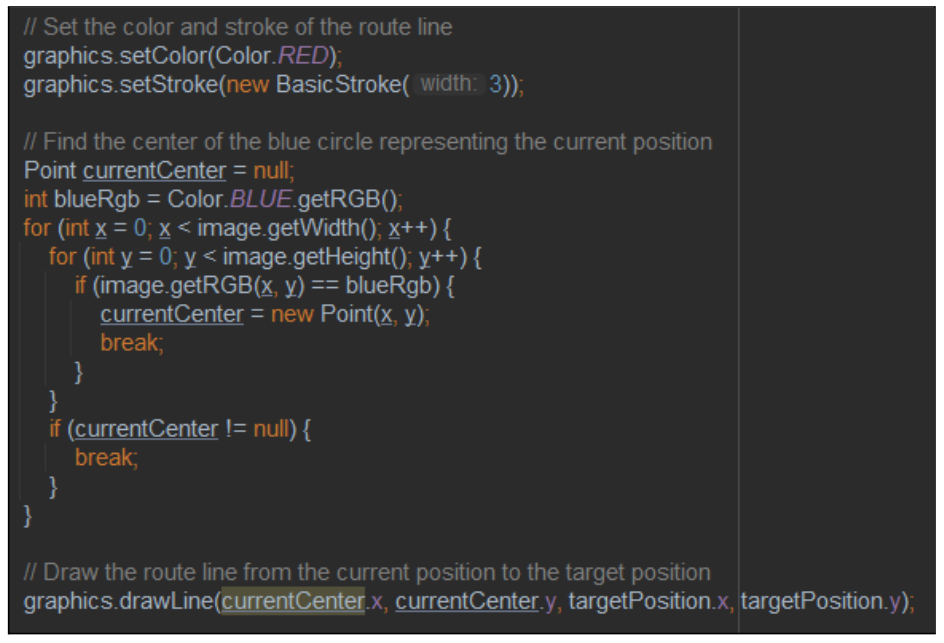 // Set the color and stroke of the route line
graphics.setColor(Color.RED);
graphics.setStroke(new BasicStroke( width: 3));
// Find the center of the blue circle representing the current position
Point currentCenter = null;
int blueRgb = Color.BLUE.getRGB();
for (int x = 0; x < image.getWidth(); x++) {
for (int y = 0; y < image.getHeight(); y++) {
if (image.getRGB(x, y) == blueRgb) {
currentCenter = new Point(x, y);
break;
}
}
if (currentCenter != null) {
break;
}
}
// Draw the route line from the current position to the target position
graphics.drawLine(currentCenter.x, currentCenter.y, targetPosition.x, targetPosition.y);